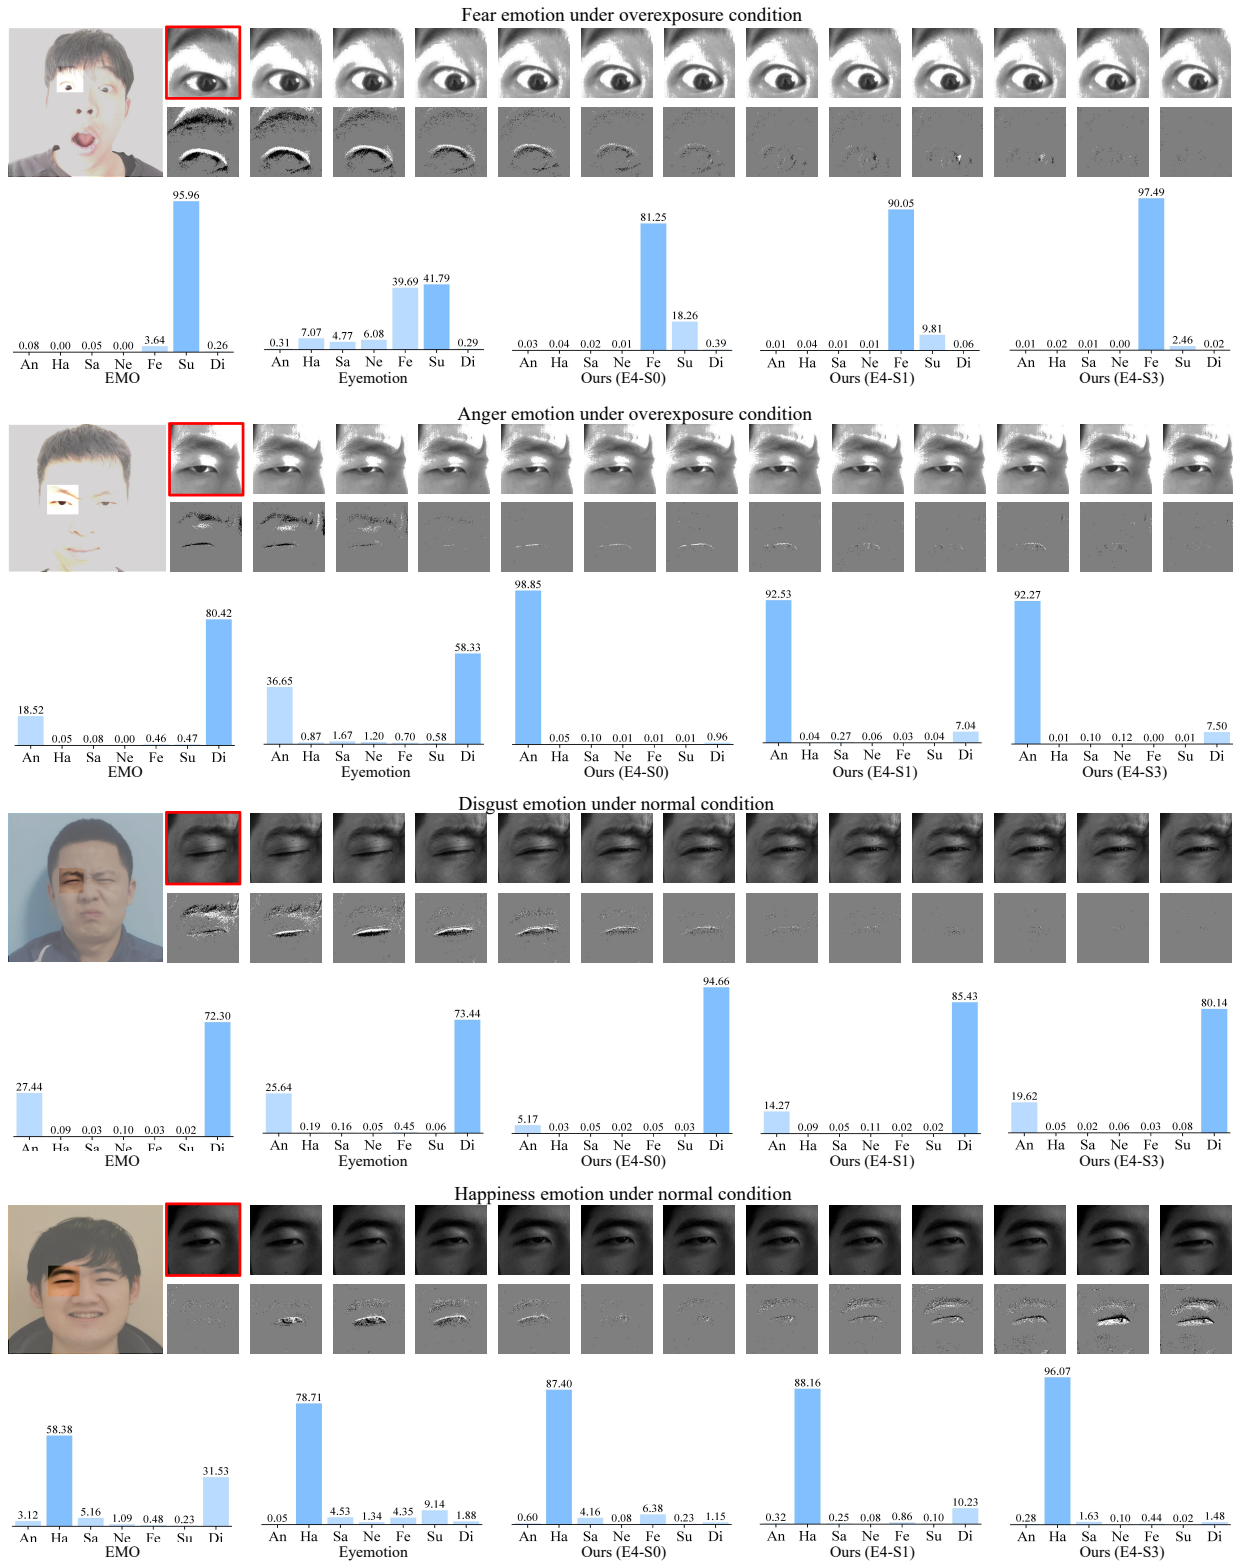 Fear emotion under overexposure condition
95.96
0.08 0.00 0.05 0.00 3.64 0.26
An Ha Sa Ne Fe Su Di
EMO
39.69 41.79
0.31 7.07 4.77 6.08 0.29
An Ha Sa Ne Fe Su Di
Eyemotion
81.25
18.26
0.03 0.04 0.02 0.01 0.39
An Ha Sa Ne Fe Su Di
Ours (E4-S0)
90.05
9.81
0.01 0.04 0.01 0.01 0.06
An Ha Sa Ne Fe Su Di
Ours (E4-S1)
97.49
0.01 0.02 0.01 0.00 2.46 0.02
An Ha Sa Ne Fe Su Di
Ours (E4-S3)
Anger emotion under overexposure condition
80.42
18.52
0.05 0.08 0.00 0.46 0.47
An Ha Sa Ne Fe Su Di
EMO
58.33
36.65
0.87 1.67 1.20 0.70 0.58
An Ha Sa Ne Fe Su Di
Eyemotion
98.85
0.05 0.10 0.01 0.01 0.01 0.96
An Ha Sa Ne Fe Su Di
Ours (E4-S0)
92.53
0.04 0.27 0.06 0.03 0.04 7.04
An Ha Sa Ne Fe Su Di
Ours (E4-S1)
92.27
0.01 0.10 0.12 0.00 0.01 7.50
An Ha Sa Ne Fe Su Di
Ours (E4-S3)
Disgust emotion under normal condition
72.30
27.44
0.09 0.03 0.10 0.03 0.02
An Ha Sa Ne Fe Su Di
EMO
73.44
25.64
0.19 0.16 0.05 0.45 0.06
An Ha Sa Ne Fe Su Di
Eyemotion
94.66
5.17 0.03 0.05 0.02 0.05 0.03
An Ha Sa Ne Fe Su Di
Ours (E4-S0)
85.43
14.27
0.09 0.05 0.11 0.02 0.02
An Ha Sa Ne Fe Su Di
Ours (E4-S1)
80.14
19.62
0.05 0.02 0.06 0.03 0.08
An Ha Sa Ne Fe Su Di
Ours (E4-S3)
Happiness emotion under normal condition
58.38
31.53
3.12 5.16 1.09 0.48 0.23
An Ha Sa Ne Fe Su Di
EMO
78.71
0.05 4.53 1.34 4.35 9.14 1.88
An Ha Sa Ne Fe Su Di
Eyemotion
87.40
0.60 4.16 0.08 6.38 0.23 1.15
An Ha Sa Ne Fe Su Di
Ours (E4-S0)
88.16
0.32 0.25 0.08 0.86 0.10 10.23
An Ha Sa Ne Fe Su Di
Ours (E4-S1)
96.07
0.28 1.63 0.10 0.44 0.02 1.48
An Ha Sa Ne Fe Su Di
Ours (E4-S3)